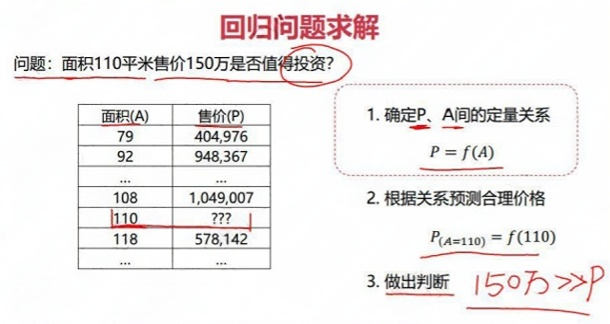 回归问题求解
问题：面积110平米售价150万是否值得投资？
面积(A) 售价(P)
79 404,976
92 948,367
... ...
108 1,049,007
110 ???
118 578,142
... ...
1. 确定P、A间的定量关系
P = f(A)
2. 根据关系预测合理价格
P(A=110) = f(110)
3. 做出判断 150万>>P